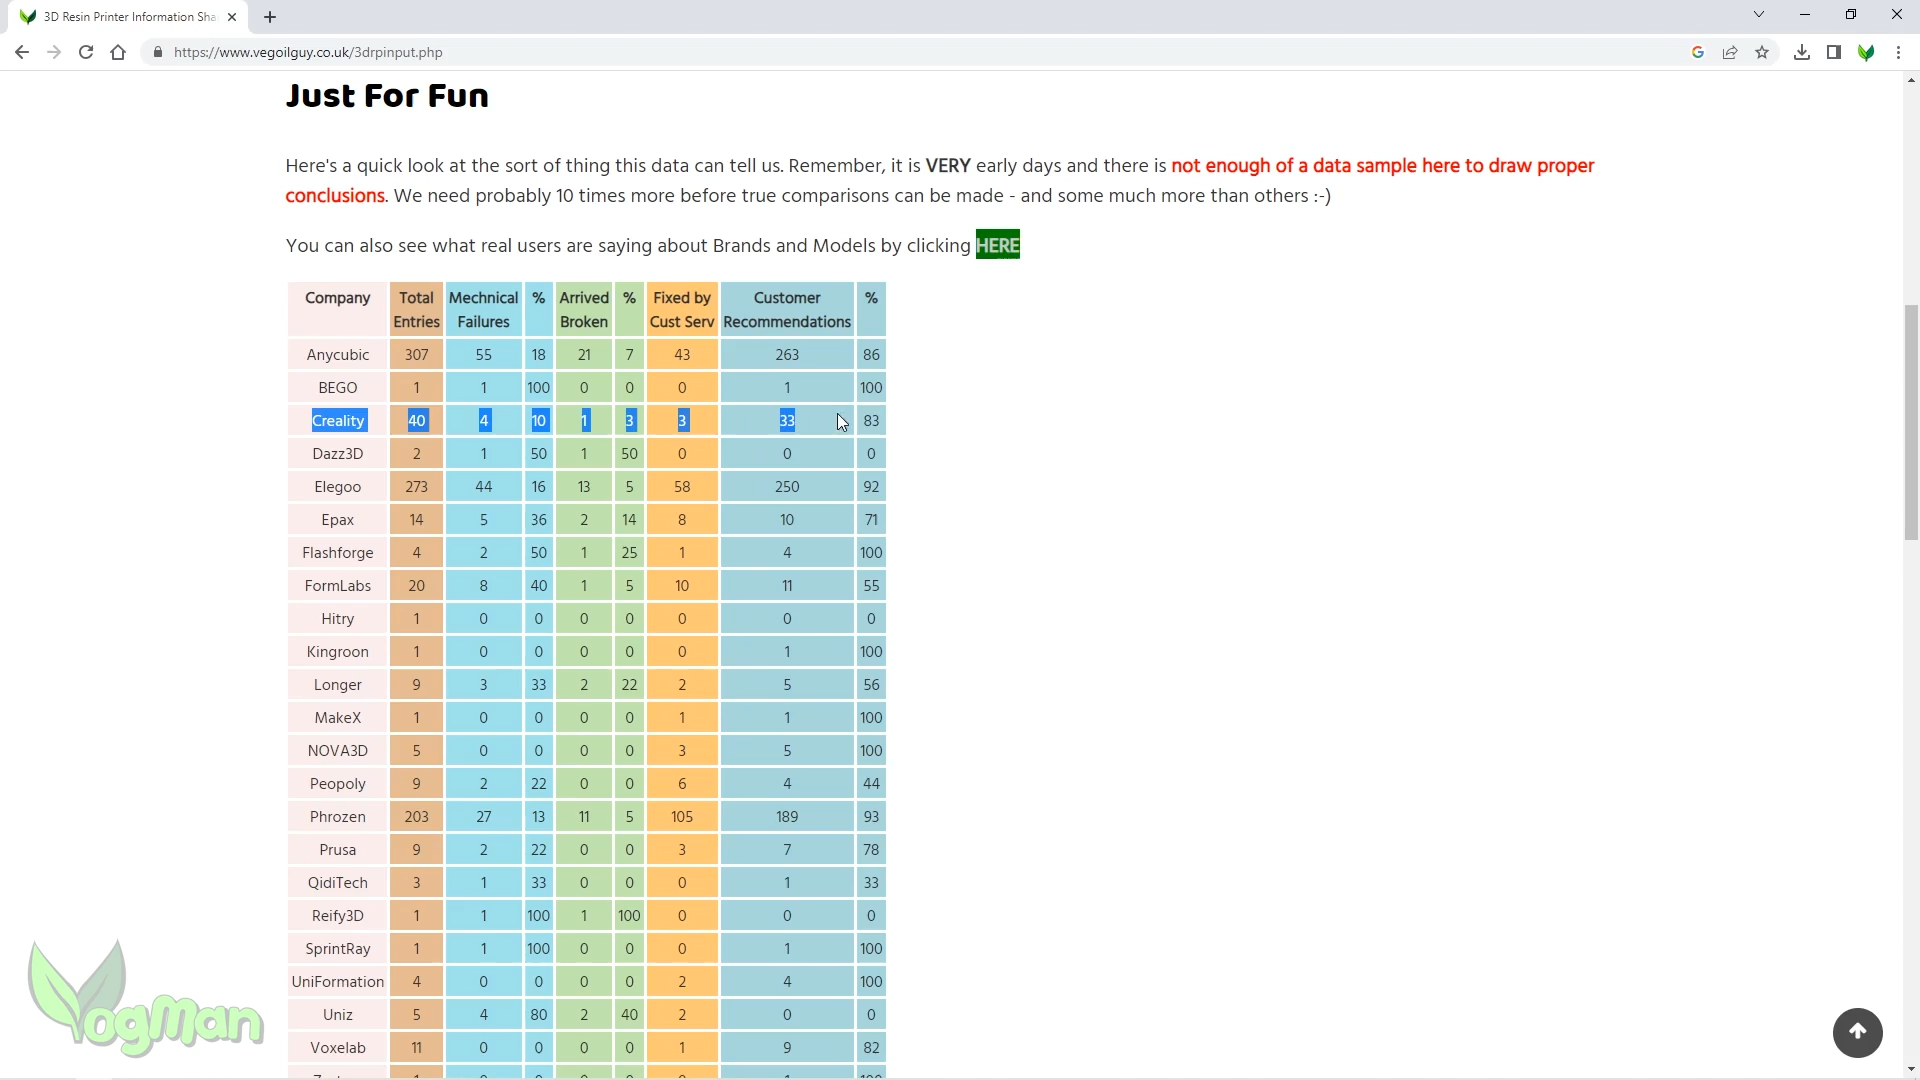 3D Resin Printer Information Sha
https://www.vegoilguy.co.uk/3drpinput.php
Just For Fun
Here's a quick look at the sort of thing this data can tell us. Remember, it is VERY early days and there is not enough of a data sample here to draw proper
conclusions. We need probably 10 times more before true comparisons can be made - and some much more than others :-)
You can also see what real users are saying about Brands and Models by clicking HERE
Company Total Entries Mechnical Failures % Arrived Broken % Fixed by Cust Serv Customer Recommendations %
Anycubic 307 55 18 21 7 43 263 86
BEGO 1 1 100 0 0 0 1 100
Creality 40 4 10 1 3 3 33 83
Dazz3D 2 1 50 1 50 0 0 0
Elegoo 273 44 16 13 5 58 250 92
Epax 14 5 36 2 14 8 10 71
Flashforge 4 2 50 1 25 1 4 100
FormLabs 20 8 40 1 5 10 11 55
Hitry 1 0 0 0 0 0 0 0
Kingroon 1 0 0 0 0 0 1 100
Longer 9 3 33 2 22 2 5 56
MakeX 1 0 0 0 0 1 1 100
NOVA3D 5 0 0 0 0 3 5 100
Peopoly 9 2 22 0 0 6 4 44
Phrozen 203 27 13 11 5 105 189 93
Prusa 9 2 22 0 0 3 7 78
QidiTech 3 1 33 0 0 0 1 33
Reify3D 1 1 100 1 100 0 0 0
SprintRay 1 1 100 0 0 0 1 100
UniFormation 4 0 0 0 0 2 4 100
Uniz 5 4 80 2 40 2 0 0
Voxelab 11 0 0 0 0 1 9 82
VogMan